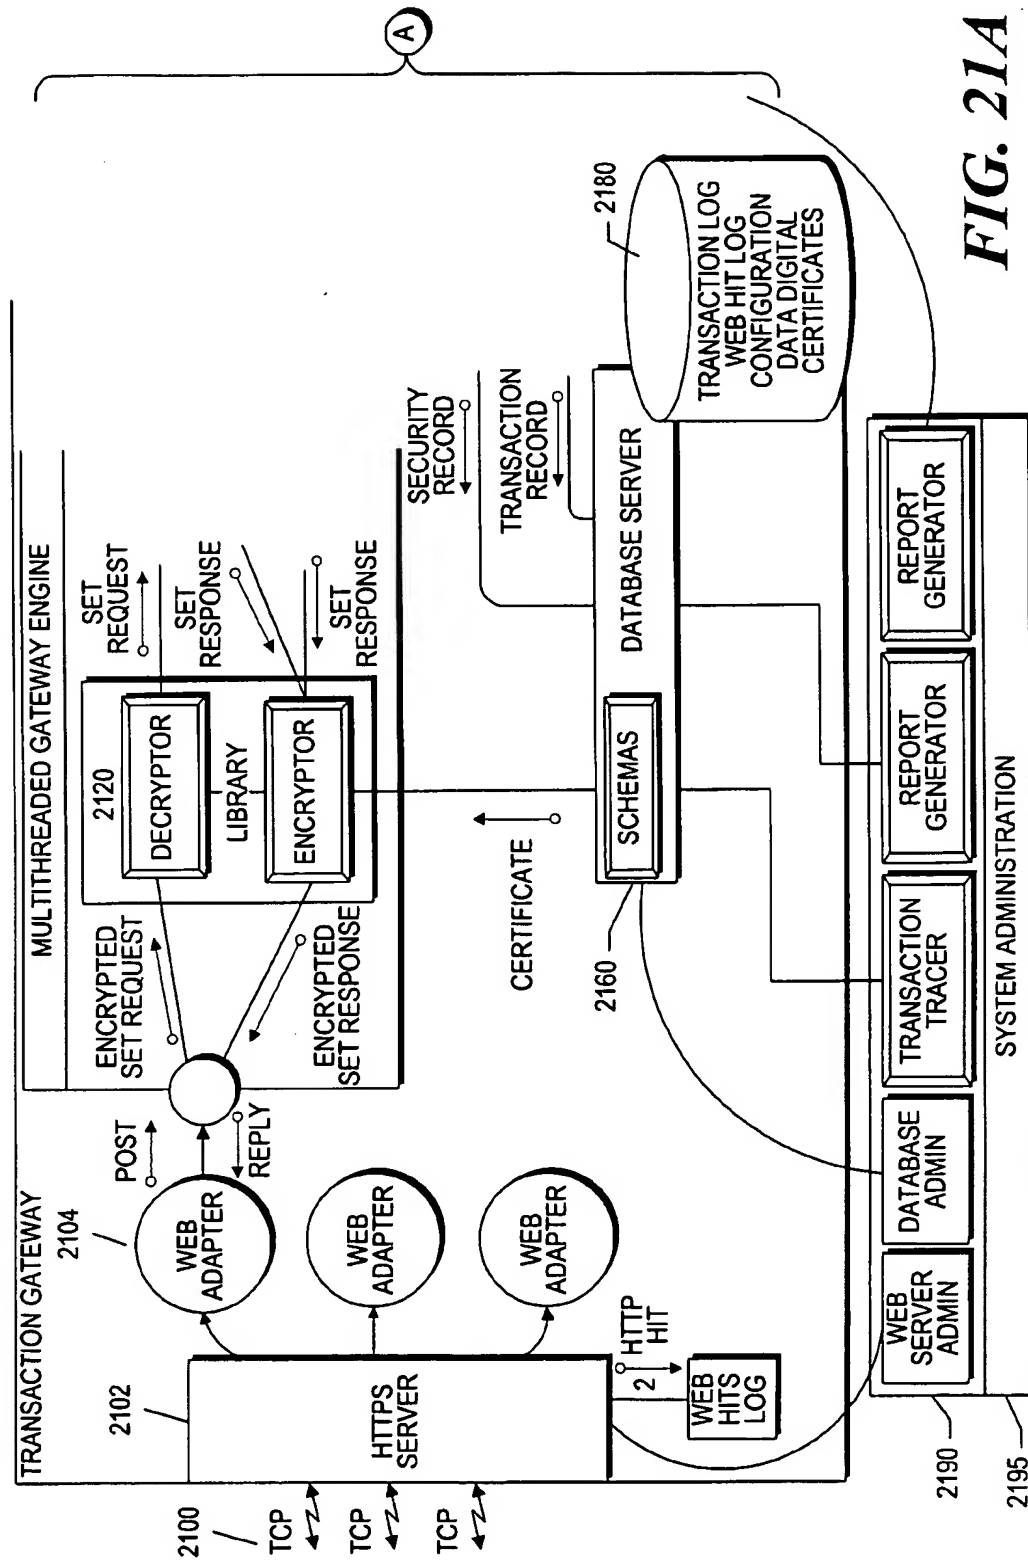 TRANSACTION GATEWAY
MULTITHREADED GATEWAY ENGINE
2100
TCP
TCP
TCP
2102
HTTPS
SERVER
2104
WEB
ADAPTER
WEB
ADAPTER
WEB
ADAPTER
POST
REPLY
ENCRYPTED
SET REQUEST
ENCRYPTED
SET RESPONSE
2120
DECRYPTOR
LIBRARY
ENCRYPTOR
SET
REQUEST
SET
RESPONSE
SET
RESPONSE
A
HTTP
HIT
2
WEB
HITS
LOG
CERTIFICATE
SECURITY
RECORD
TRANSACTION
RECORD
2160
SCHEMAS
DATABASE SERVER
2180
TRANSACTION LOG
WEB HIT LOG
CONFIGURATION
DATA DIGITAL
CERTIFICATES
2190
WEB
SERVER
ADMIN
DATABASE
ADMIN
TRANSACTION
TRACER
REPORT
GENERATOR
REPORT
GENERATOR
2195
SYSTEM ADMINISTRATION
FIG. 21A